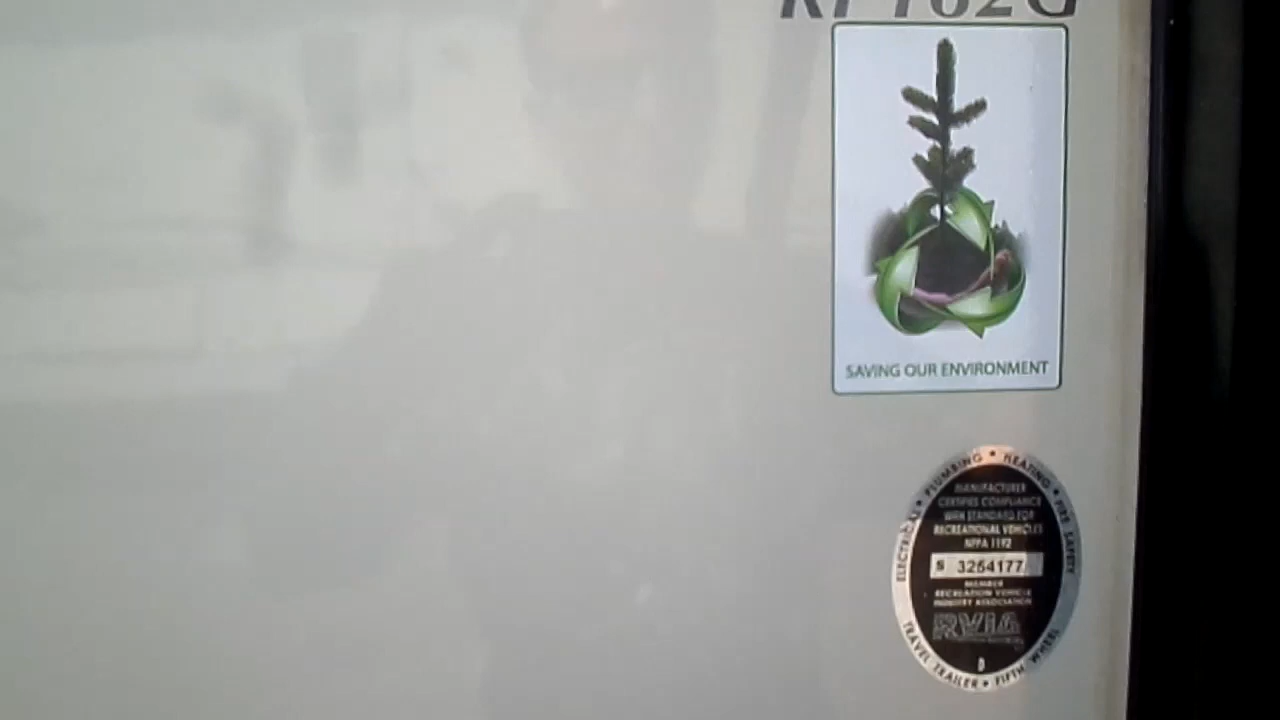 SAVING OUR ENVIRONMENT
PLUMBING • HEATING • FIRE SAFETY
ELECTRICAL •
MANUFACTURER
CERTIFIES COMPLIANCE
WITH STANDARD FOR
RECREATIONAL VEHICLES
NFPA 1192
S 3254177
MEMBER
RECREATION VEHICLE
INDUSTRY ASSOCIATION
RVIA
TRAVEL TRAILER • FIFTH WHEEL